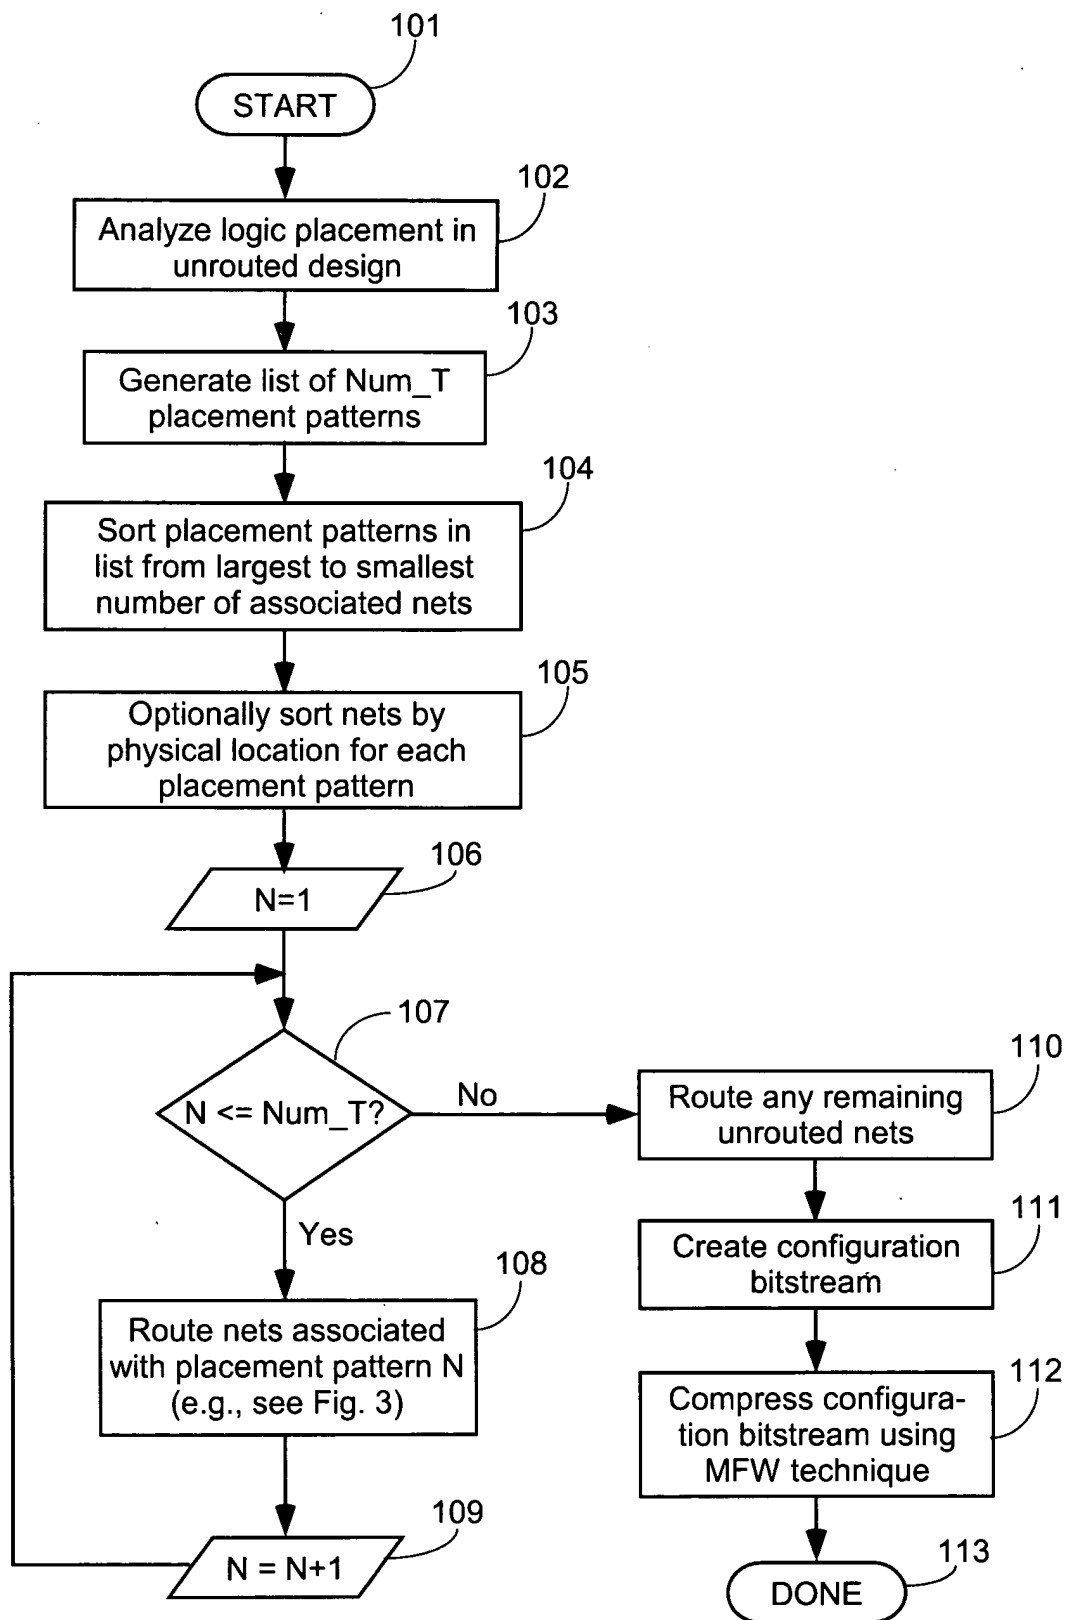 101
START
102
Analyze logic placement in
unrouted design
103
Generate list of Num_T
placement patterns
104
Sort placement patterns in
list from largest to smallest
number of associated nets
105
Optionally sort nets by
physical location for each
placement pattern
106
N=1
107
N <= Num_T?
No
Yes
108
Route nets associated
with placement pattern N
(e.g., see Fig. 3)
109
N = N+1
110
Route any remaining
unrouted nets
111
Create configuration
bitstream
112
Compress configura-
tion bitstream using
MFW technique
113
DONE